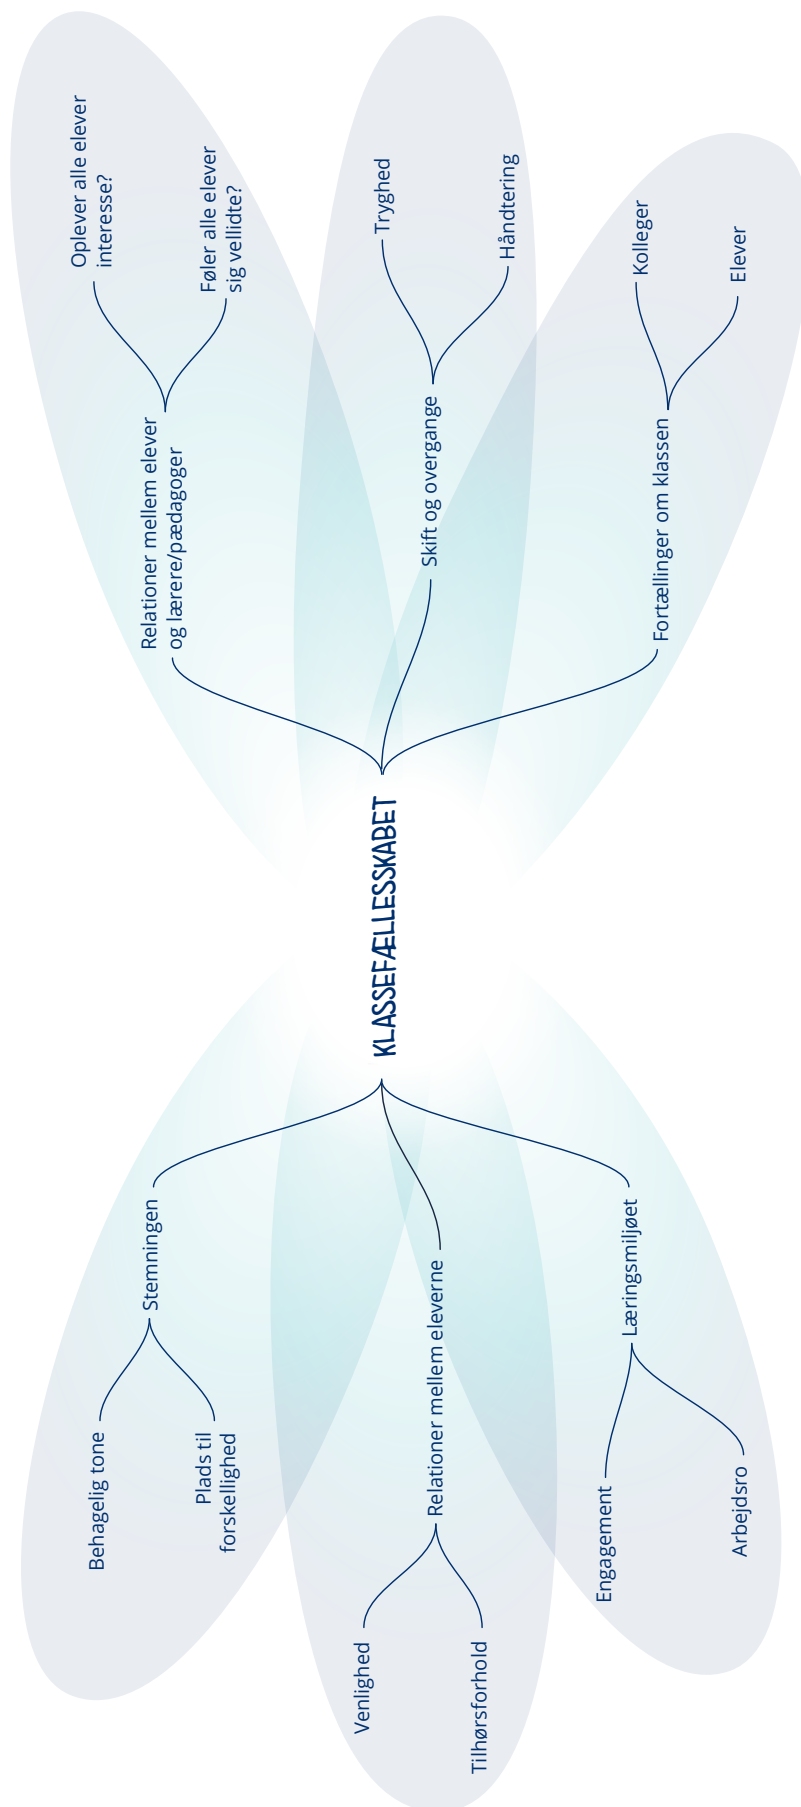 KLASSEFÆLLESSKABET
Stemningen
Behagelig tone
Plads til
forskellighed
Relationer mellem eleverne
Venlighed
Tilhørsforhold
Læringsmiljøet
Engagement
Arbejdsro
Relationer mellem elever
og lærere/pædagoger
Oplever alle elever
interesse?
Føler alle elever
sig vellidte?
Skift og overgange
Tryghed
Håndtering
Fortællinger om klassen
Kolleger
Elever